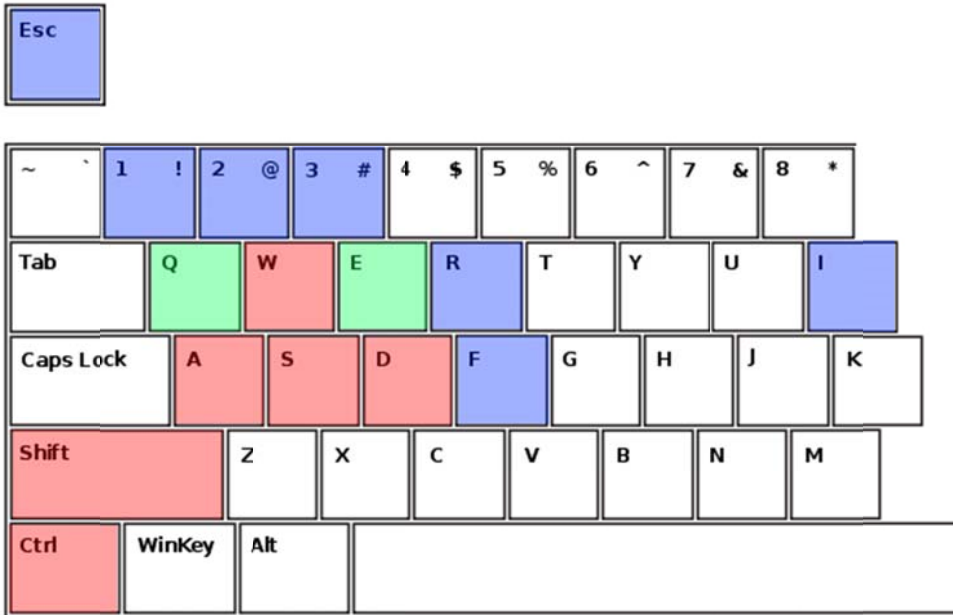 Esc
~ ` 1 ! 2 @ 3 # 4 $ 5 % 6 ^ 7 & 8 *
Tab Q W E R T Y U I
Caps Lock A S D F G H J K
Shift Z X C V B N M
Ctrl WinKey Alt